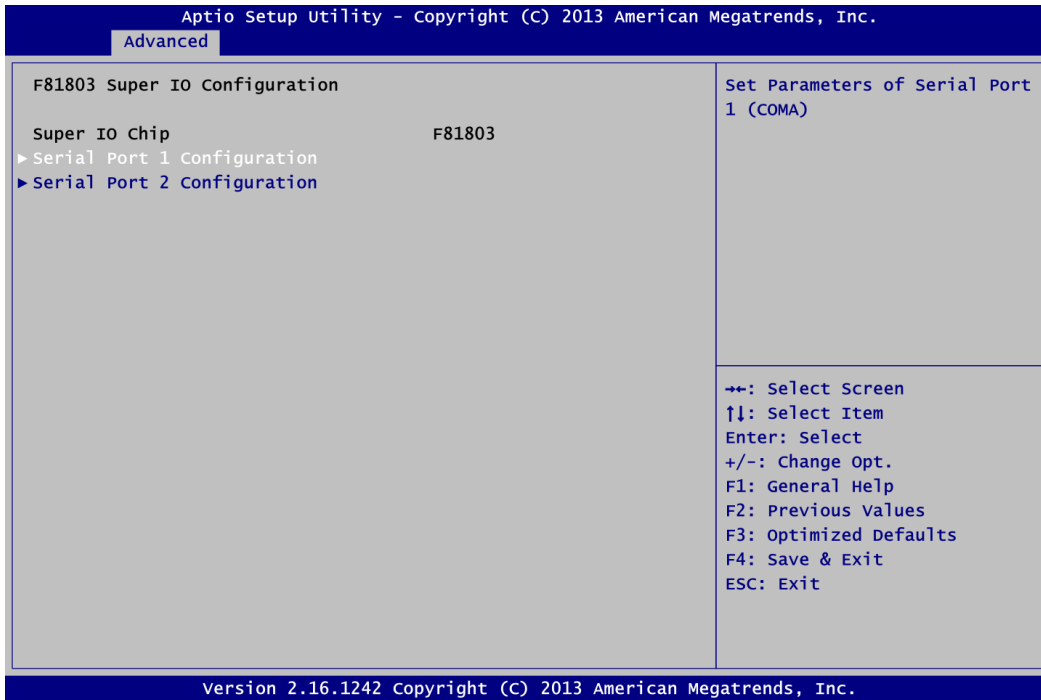 Aptio Setup Utility - Copyright (C) 2013 American Megatrends, Inc.
Advanced
F81803 Super IO Configuration
Super IO Chip F81803
▶ Serial Port 1 Configuration
▶ Serial Port 2 Configuration
Set Parameters of Serial Port
1 (COMA)
→←: Select Screen
↑↓: Select Item
Enter: Select
+/-: Change Opt.
F1: General Help
F2: Previous Values
F3: Optimized Defaults
F4: Save & Exit
ESC: Exit
Version 2.16.1242 Copyright (C) 2013 American Megatrends, Inc.